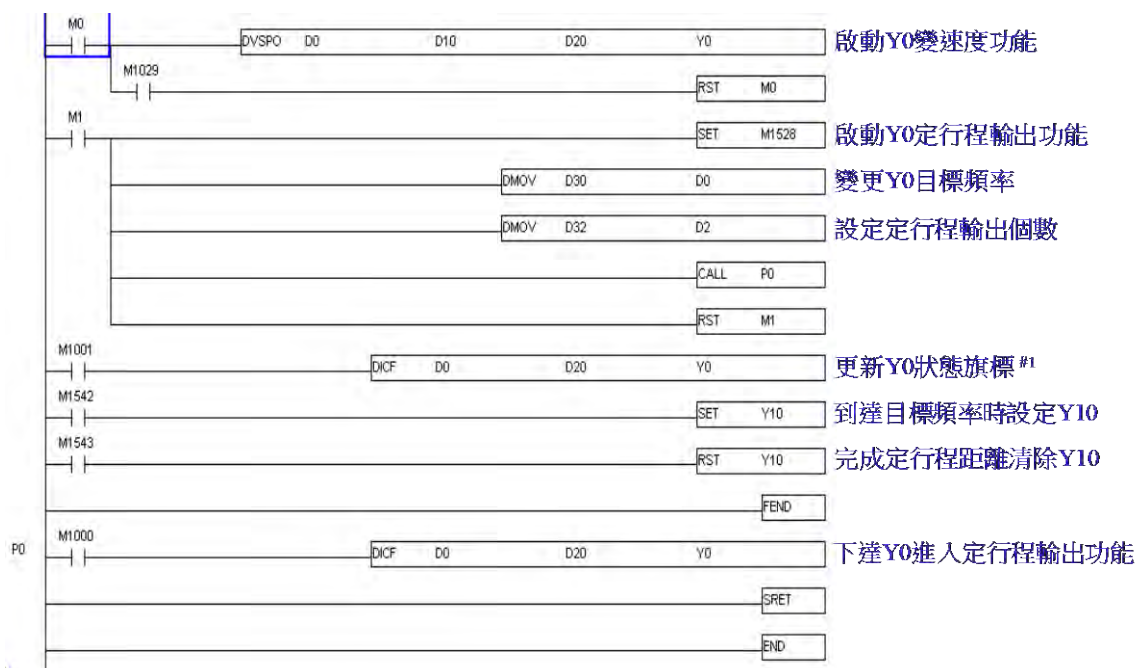 M0
DVSPO D0 D10 D20 Y0 啟動Y0變速度功能
M1029
RST M0
M1
SET M1528 啟動Y0定行程輸出功能
DMOV D30 D0 變更Y0目標頻率
DMOV D32 D2 設定定行程輸出個數
CALL P0
RST M1
M1001
DICF D0 D20 Y0 更新Y0狀態旗標 #1
M1542
SET Y10 到達目標頻率時設定Y10
M1543
RST Y10 完成定行程距離清除Y10
FEND
M1000
P0 DICF D0 D20 Y0 下達Y0進入定行程輸出功能
SRET
END